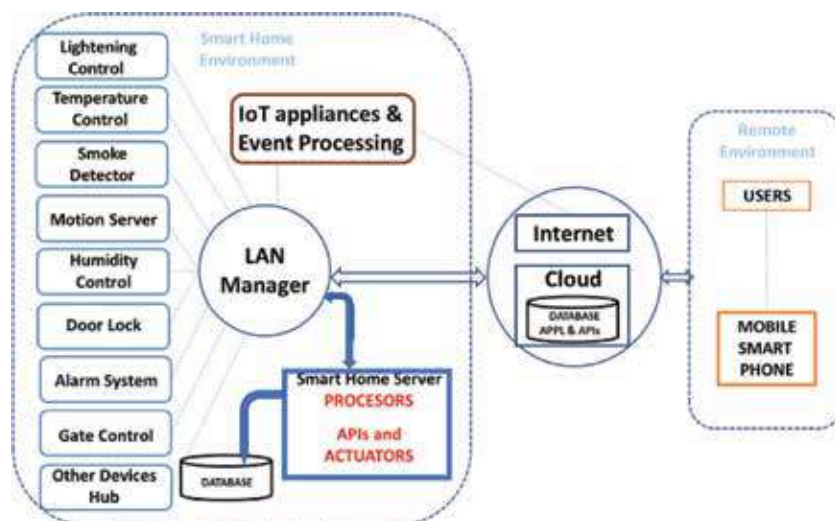 Smart Home
Environment
Lightening
Control
Temperature
Control
Smoke
Detector
Motion Server
Humidity
Control
Door Lock
Alarm System
Gate Control
Other Devices
Hub
IoT appliances &
Event Processing
LAN
Manager
Smart Home Server
PROCESORS
APIs and
ACTUATORS
DATABASE
Internet
Cloud
DATABASE
APPL & APIs
Remote
Environment
USERS
MOBILE
SMART
PHONE